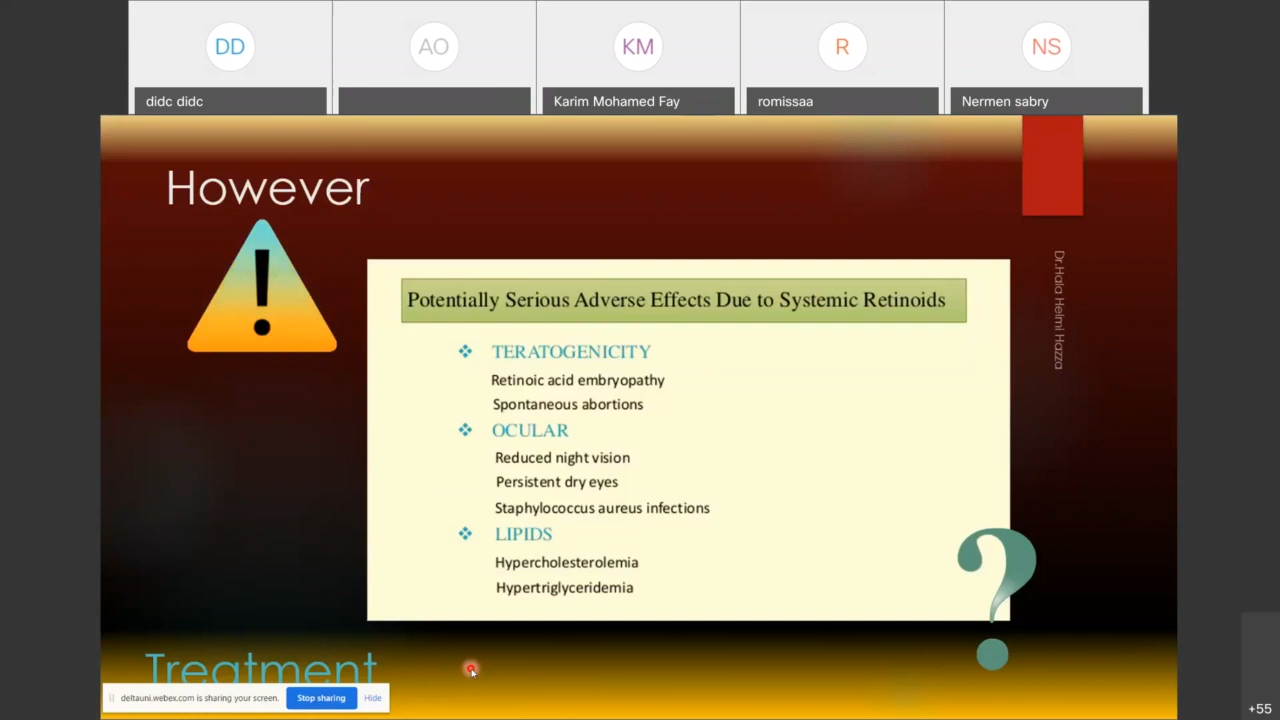 DD
AO
KM
R
NS
didc didc
Karim Mohamed Fay
romissaa
Nermen sabry
However
!
Dr.Hala Helmi Hazza
Potentially Serious Adverse Effects Due to Systemic Retinoids
❖ TERATOGENICITY
Retinoic acid embryopathy
Spontaneous abortions
❖ OCULAR
Reduced night vision
Persistent dry eyes
Staphylococcus aureus infections
❖ LIPIDS
Hypercholesterolemia
Hypertriglyceridemia
?
Treatment
deltauni.webex.com is sharing your screen. Stop sharing Hide
+55